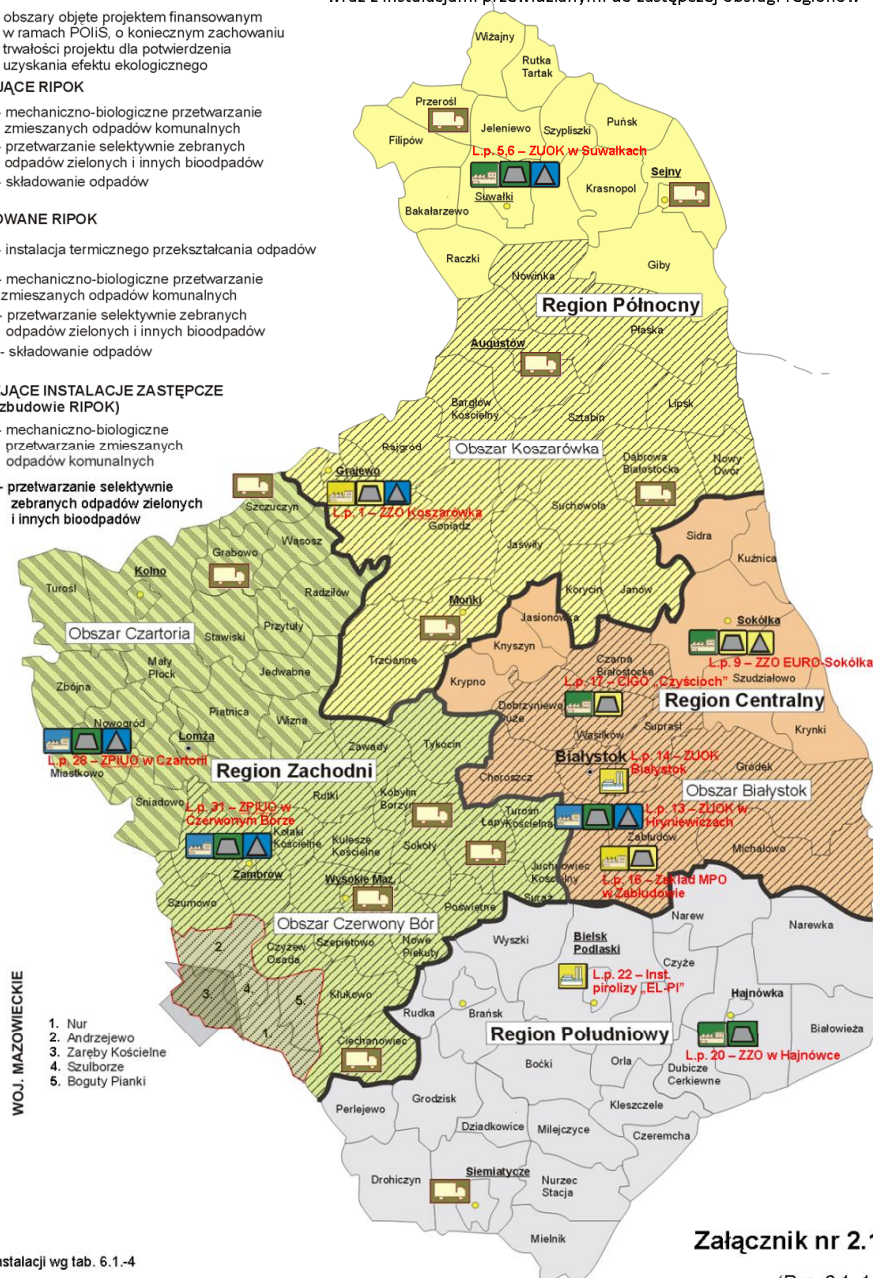 wraz z instalacjami przewidzianymi do zastępczej obsługi regionów
obszary objęte projektem finansowanym
w ramach POIiS, o koniecznym zachowaniu
trwałości projektu dla potwierdzenia
uzyskania efektu ekologicznego
JĄCE RIPOK
- mechaniczno-biologiczne przetwarzanie
zmieszanych odpadów komunalnych
- przetwarzanie selektywnie zebranych
odpadów zielonych i innych bioodpadów
- składowanie odpadów
OWANE RIPOK
- instalacja termicznego przekształcania odpadów
- mechaniczno-biologiczne przetwarzanie
zmieszanych odpadów komunalnych
- przetwarzanie selektywnie zebranych
odpadów zielonych i innych bioodpadów
- składowanie odpadów
JĄCE INSTALACJE ZASTĘPCZE
zbudowie RIPOK)
- mechaniczno-biologiczne
przetwarzanie zmieszanych
odpadów komunalnych
- przetwarzanie selektywnie
zebranych odpadów zielonych
i innych bioodpadów
Wiżajny
Rutka
Tartak
Przerośl
Filipów
Jeleniewo
Szypliszki
Puńsk
L.p. 5,6 – ZUOK w Suwałkach
Suwałki
Krasnopol
Sejny
Bakałarzewo
Raczki
Giby
Nowinka
Region Północny
Płaska
Augustów
Bargłów
Kościelny
Sztabin
Lipsk
Rajgród
Obszar Koszarówka
Dąbrowa
Białostocka
Nowy
Dwór
Grajewo
L.p. 1 – ZZO Koszarówka
Szczuczyn
Goniądz
Suchowola
Sidra
Wąsosz
Jaświły
Kuźnica
Grabowo
Kolno
Turośl
Radziłów
Korycin
Janów
Mońki
Jasionówka
Sokółka
Obszar Czartoria
Stawiski
Przytuły
Knyszyn
Trzcianne
L.p. 9 – ZZO EURO-Sokółka
Szudziałowo
Mały
Płock
Jedwabne
Zbójna
Krypno
Czarna
Białostocka
L.p. 17 – CIGO „Czyścioch”
Region Centralny
Nowogród
Piątnica
Wizna
Dobrzyniewo
Duże
Supraśl
Krynki
Łomża
Zawady
Tykocin
Wasilków
L.p. 28 – ZPIUO w Czartorii
Miastkowo
Region Zachodni
Białystok
L.p. 14 – ZUOK
Białystok
Gródek
Choroszcz
Obszar Białystok
Śniadowo
Rutki
Kobylin
Borzymy
L.p. 31 – ZPIUO w
Czerwonym Borze
Turośń
Kościelna
Łapy
L.p. 13 – ZUOK w
Hryniewiczach
Kołaki
Kościelne
Kulesze
Kościelne
Sokoły
Zabłudów
Michałowo
Zambrów
Juchnowiec
Kościelny
L.p. 16 – Zakład MPO
w Zabłudowie
Wysokie Maz.
Szumowo
Poświętne
Suraż
Obszar Czerwony Bór
Narew
Narewka
Czyżew
Osada
Szepietowo
Nowe
Piekuty
Wyszki
Bielsk
Podlaski
Czyże
2.
3.
4.
5.
1.
Klukowo
L.p. 22 – Inst.
pirolizy „EL-PI”
Hajnówka
Rudka
Brańsk
Region Południowy
Białowieża
Ciechanowiec
L.p. 20 – ZZO w Hajnówce
WOJ. MAZOWIECKIE
1. Nur
2. Andrzejewo
3. Zaręby Kościelne
4. Szulborze
5. Boguty Pianki
Boćki
Orla
Dubicze
Cerkiewne
Perlejewo
Grodzisk
Kleszczele
Dziadkowice
Milejczyce
Czeremcha
Drohiczyn
Siemiatycze
Nurzec
Stacja
Mielnik
Załącznik nr 2.1
nstalacji wg tab. 6.1.-4